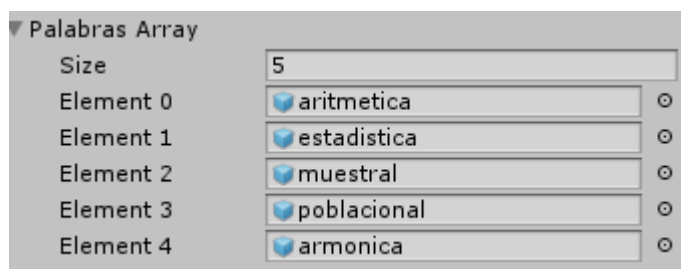 Palabras Array
Size 5
Element 0 aritmetica
Element 1 estadistica
Element 2 muestral
Element 3 poblacional
Element 4 armonica